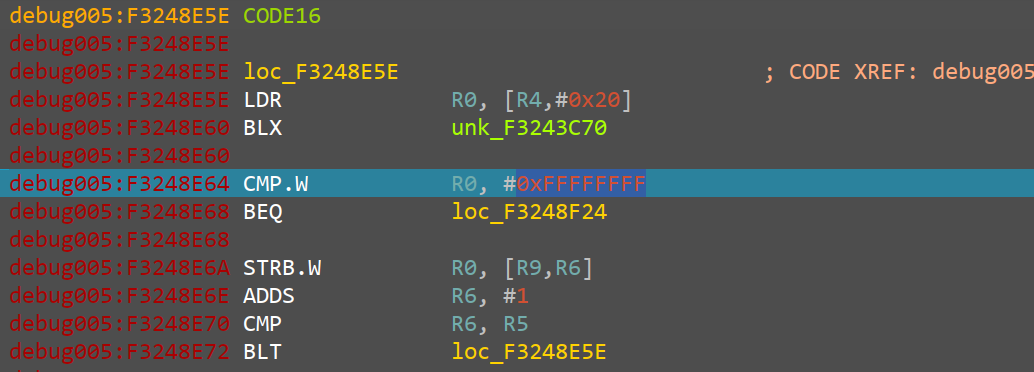 debug005:F3248E5E CODE16
debug005:F3248E5E
debug005:F3248E5E loc_F3248E5E ; CODE XREF: debug005
debug005:F3248E5E LDR R0, [R4,#0x20]
debug005:F3248E60 BLX unk_F3243C70
debug005:F3248E60
debug005:F3248E64 CMP.W R0, #0xFFFFFFFF
debug005:F3248E68 BEQ loc_F3248F24
debug005:F3248E68
debug005:F3248E6A STRB.W R0, [R9,R6]
debug005:F3248E6E ADDS R6, #1
debug005:F3248E70 CMP R6, R5
debug005:F3248E72 BLT loc_F3248E5E